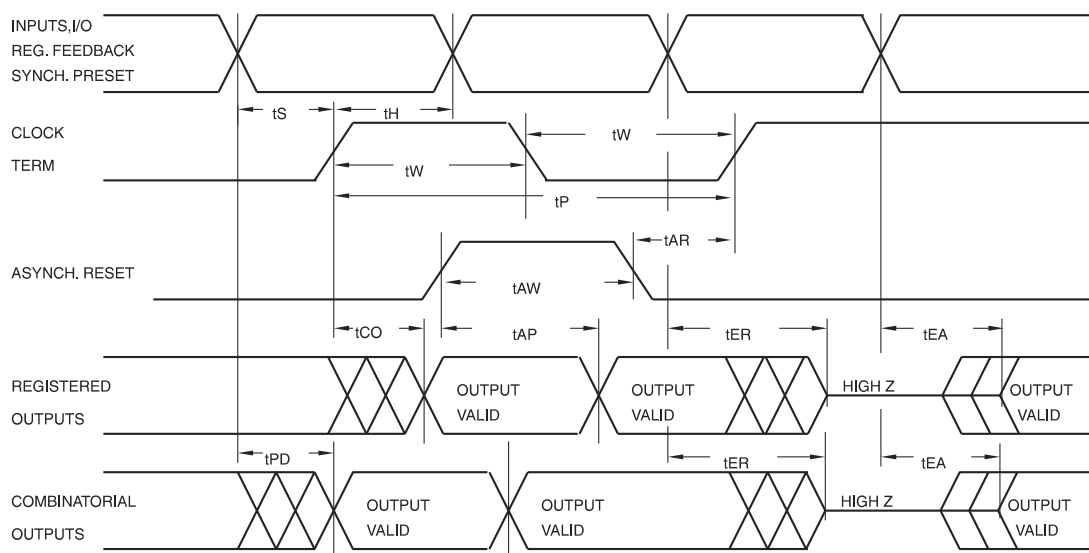 INPUTS,I/O
REG. FEEDBACK
SYNCH. PRESET
tS tH
CLOCK
TERM
tW
tW
tP
tAR
ASYNCH. RESET
tAW
tCO tAP tER tEA
REGISTERED
OUTPUTS
OUTPUT
VALID
OUTPUT
VALID
HIGH Z
OUTPUT
VALID
tPD tER tEA
COMBINATORIAL
OUTPUTS
OUTPUT
VALID
OUTPUT
VALID
HIGH Z
OUTPUT
VALID